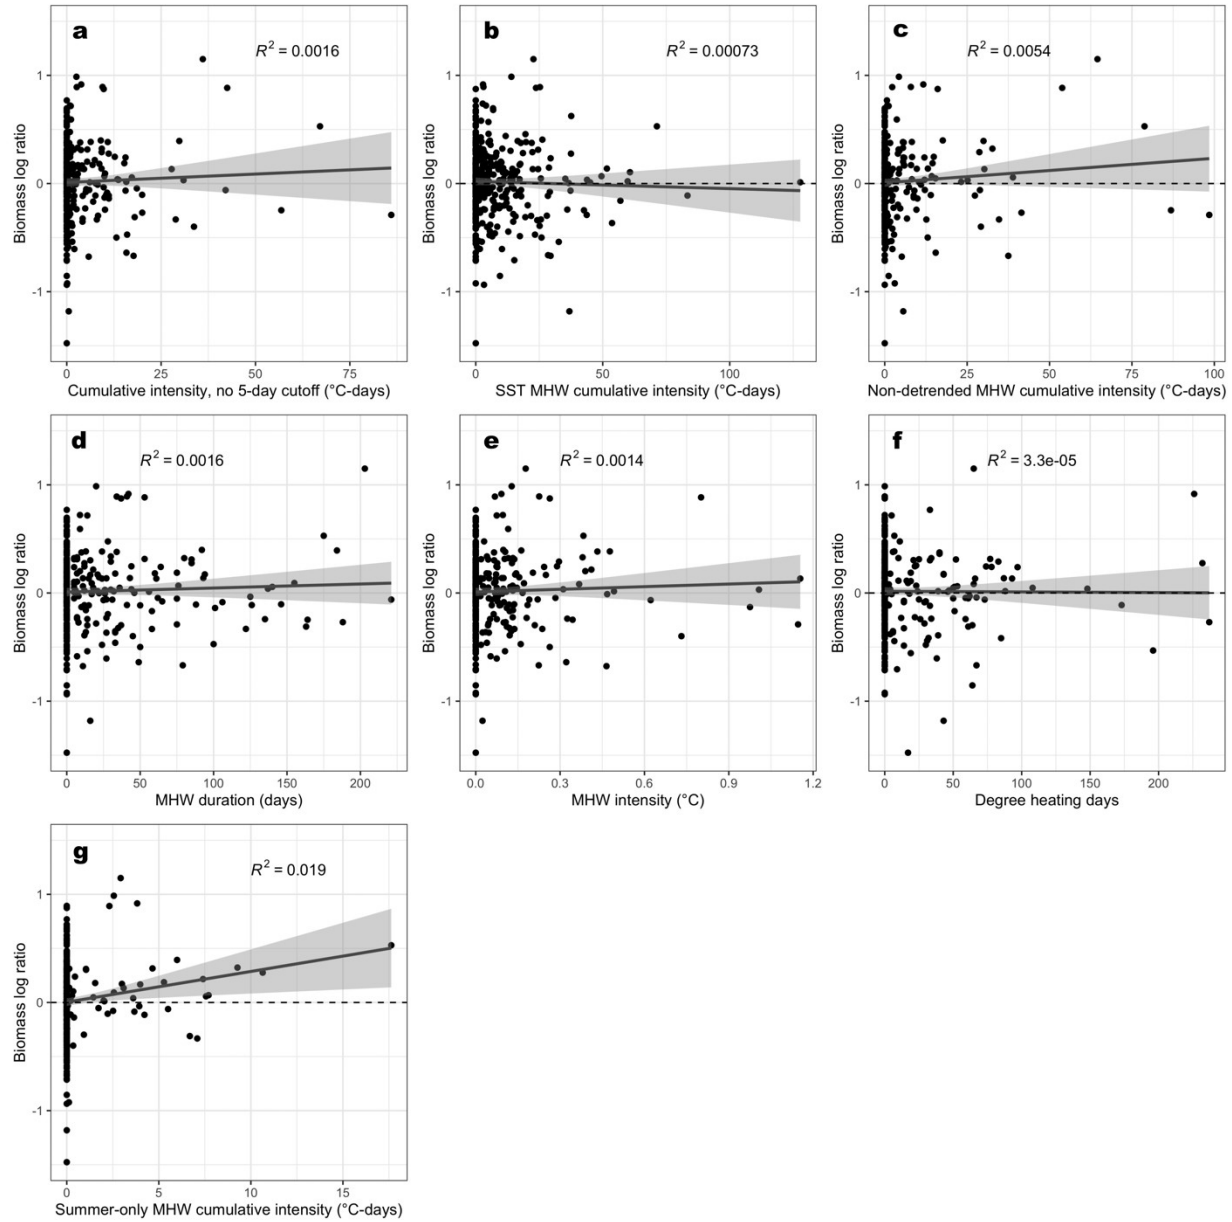 a
R² = 0.0016
Biomass log ratio
1
0
-1
0 25 50 75
Cumulative intensity, no 5-day cutoff (°C-days)
b
R² = 0.00073
Biomass log ratio
1
0
-1
0 50 100
SST MHW cumulative intensity (°C-days)
c
R² = 0.0054
Biomass log ratio
1
0
-1
0 25 50 75 100
Non-detrended MHW cumulative intensity (°C-days)
d
R² = 0.0016
Biomass log ratio
1
0
-1
0 50 100 150 200
MHW duration (days)
e
R² = 0.0014
Biomass log ratio
1
0
-1
0.0 0.3 0.6 0.9 1.2
MHW intensity (°C)
f
R² = 3.3e-05
Biomass log ratio
1
0
-1
0 50 100 150 200
Degree heating days
g
R² = 0.019
Biomass log ratio
1
0
-1
0 5 10 15
Summer-only MHW cumulative intensity (°C-days)